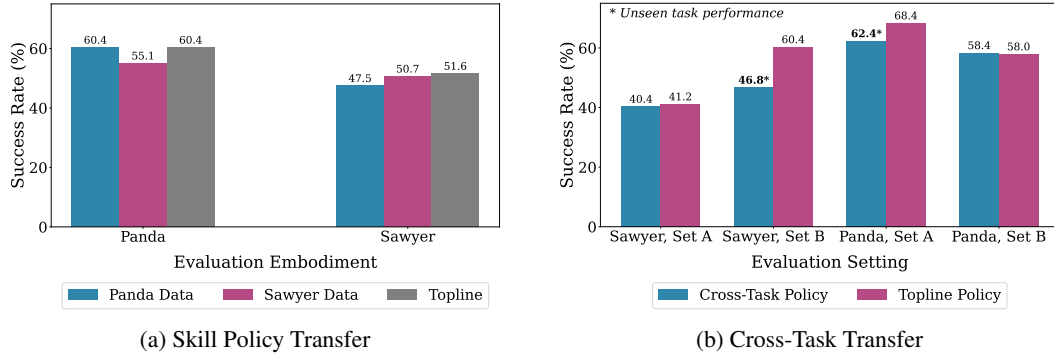 Success Rate (%)
60
40
20
0
60.4
55.1
60.4
47.5
50.7
51.6
Panda
Sawyer
Evaluation Embodiment
Panda Data
Sawyer Data
Topline
(a) Skill Policy Transfer
* Unseen task performance
Success Rate (%)
60
40
20
0
40.4
41.2
46.8*
60.4
62.4*
68.4
58.4
58.0
Sawyer, Set A
Sawyer, Set B
Panda, Set A
Panda, Set B
Evaluation Setting
Cross-Task Policy
Topline Policy
(b) Cross-Task Transfer